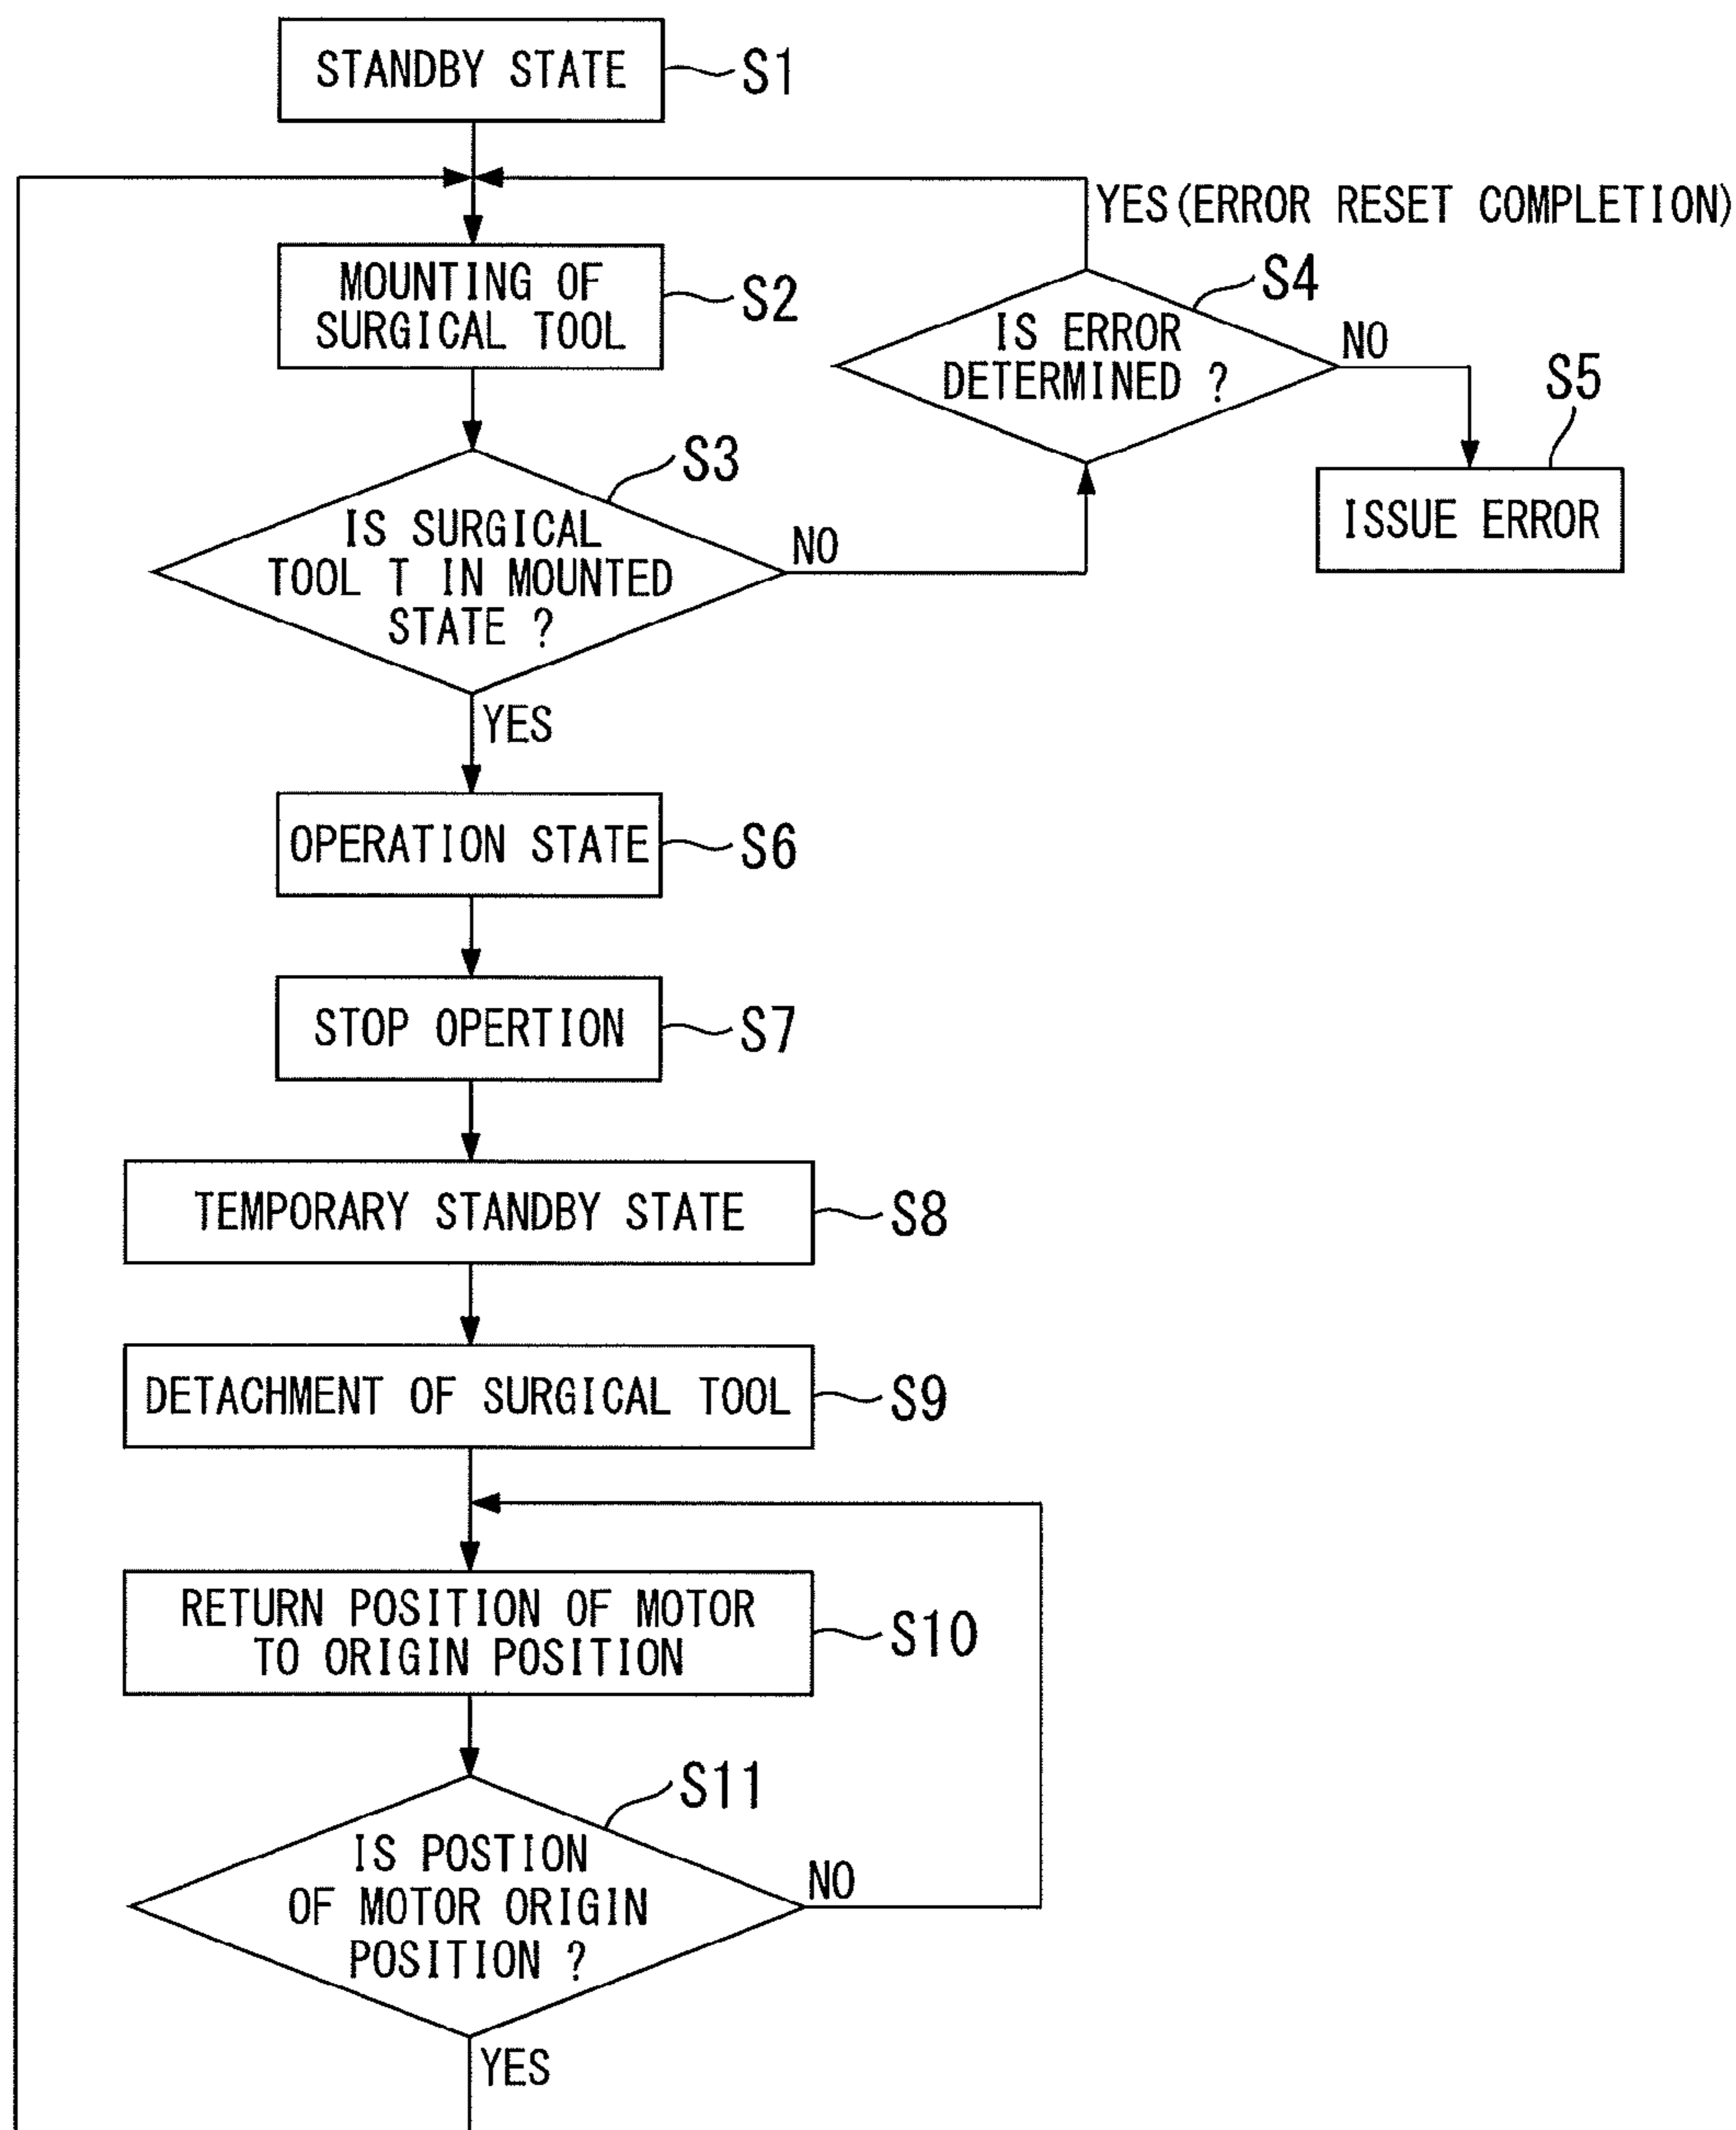 STANDBY STATE
S1
YES(ERROR RESET COMPLETION)
MOUNTING OF
SURGICAL TOOL
S2
S4
IS ERROR
DETERMINED ?
NO
S5
ISSUE ERROR
S3
IS SURGICAL
TOOL T IN MOUNTED
STATE ?
NO
YES
OPERATION STATE
S6
STOP OPERTION
S7
TEMPORARY STANDBY STATE
S8
DETACHMENT OF SURGICAL TOOL
S9
RETURN POSITION OF MOTOR
TO ORIGIN POSITION
S10
S11
IS POSTION
OF MOTOR ORIGIN
POSITION ?
NO
YES